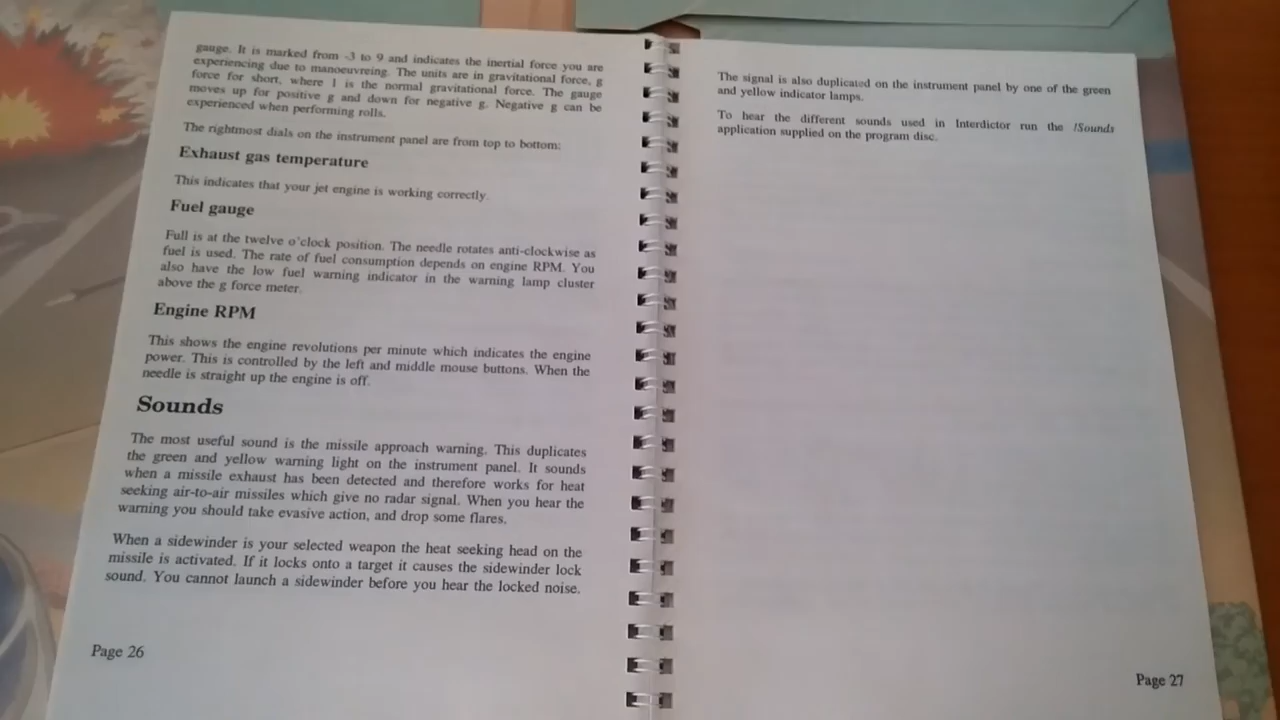 gauge. It is marked from -3 to 9 and indicates the inertial force you are
experiencing due to manoeuvreing. The units are in gravitational force, g
force for short, where 1 is the normal gravitational force. The gauge
moves up for positive g and down for negative g. Negative g can be
experienced when performing rolls.
The rightmost dials on the instrument panel are from top to bottom:
Exhaust gas temperature
This indicates that your jet engine is working correctly.
Fuel gauge
Full is at the twelve o'clock position. The needle rotates anti-clockwise as
fuel is used. The rate of fuel consumption depends on engine RPM. You
also have the low fuel warning indicator in the warning lamp cluster
above the g force meter.
Engine RPM
This shows the engine revolutions per minute which indicates the engine
power. This is controlled by the left and middle mouse buttons. When the
needle is straight up the engine is off.
Sounds
The most useful sound is the missile approach warning. This duplicates
the green and yellow warning light on the instrument panel. It sounds
when a missile exhaust has been detected and therefore works for heat
seeking air-to-air missiles which give no radar signal. When you hear the
warning you should take evasive action, and drop some flares.
When a sidewinder is your selected weapon the heat seeking head on the
missile is activated. If it locks onto a target it causes the sidewinder lock
sound. You cannot launch a sidewinder before you hear the locked noise.
Page 26
The signal is also duplicated on the instrument panel by one of the green
and yellow indicator lamps.
To hear the different sounds used in Interdictor run the !Sounds
application supplied on the program disc.
Page 27